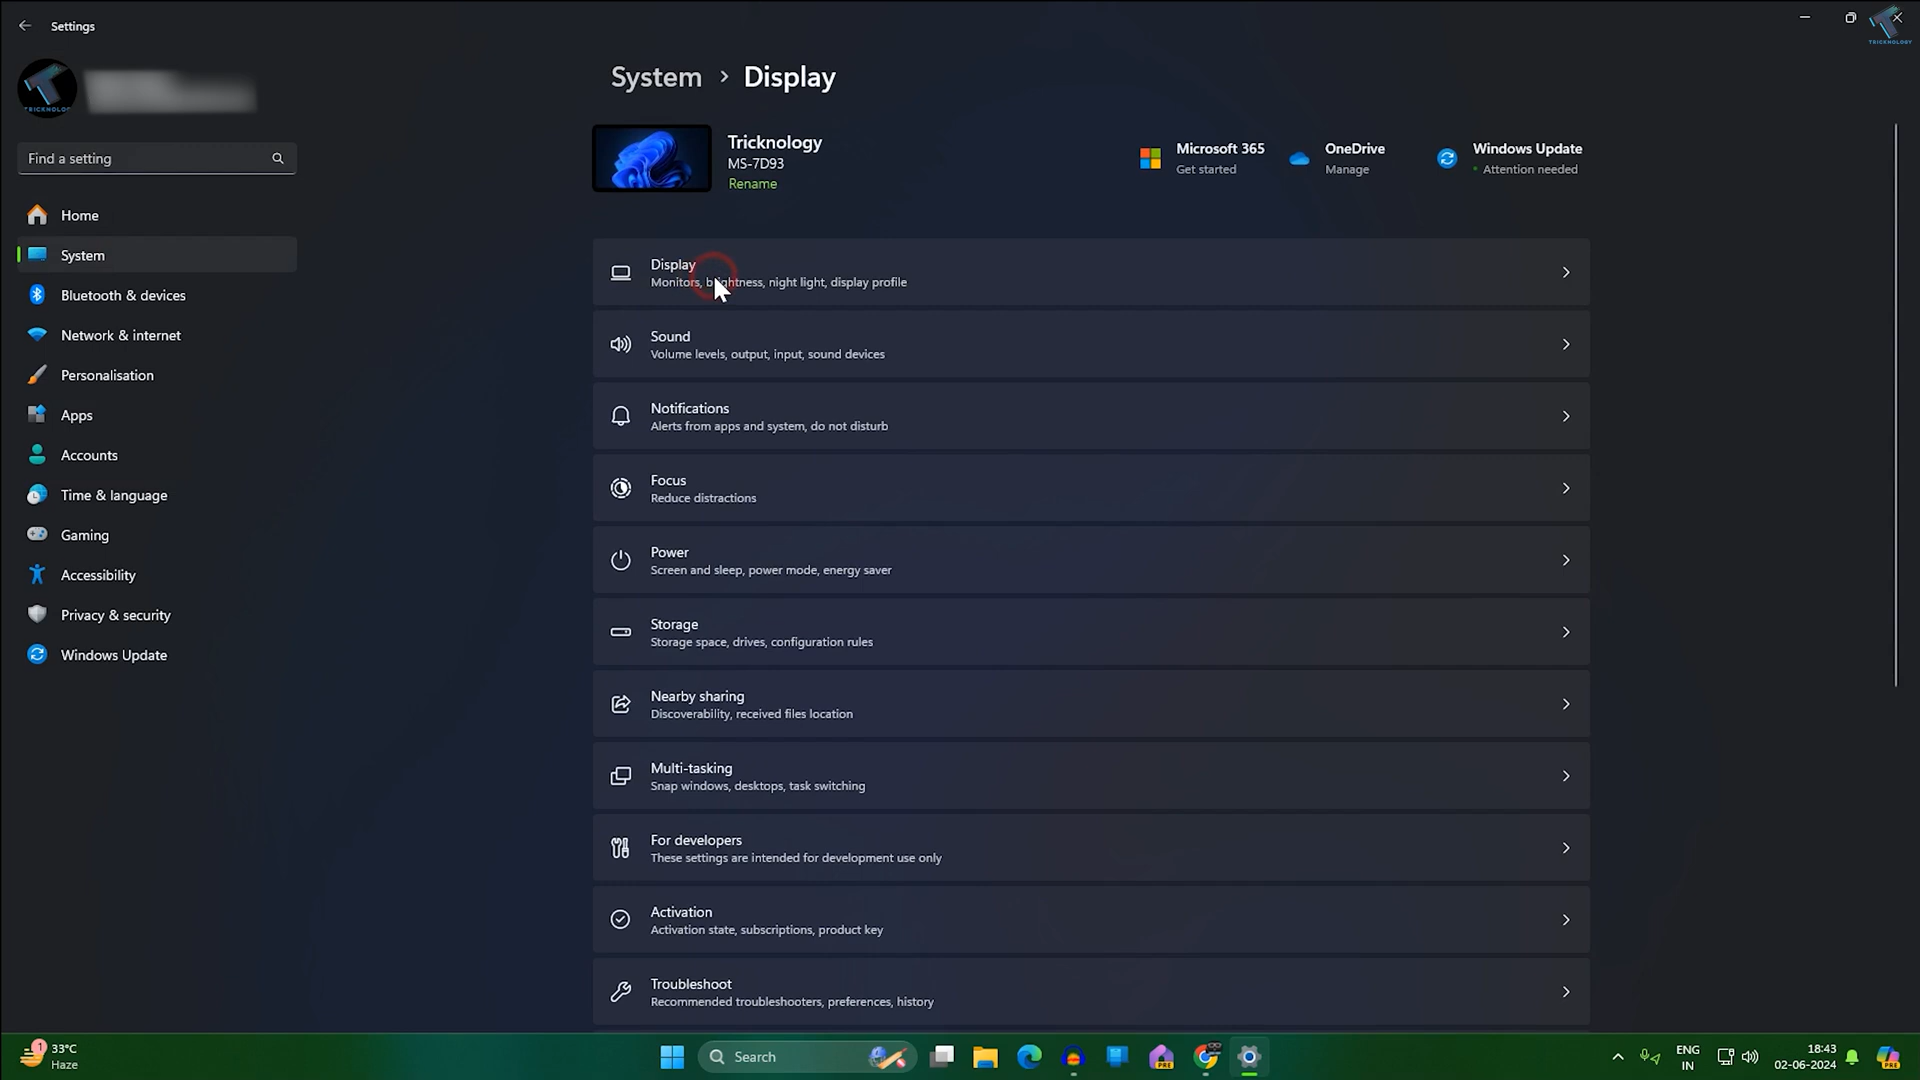 Settings
TRICKNOLOGY
System > Display
TRICKNOLOGY
Tricknology
MS-7D93
Rename
Microsoft 365
Get started
OneDrive
Manage
Windows Update
Attention needed
Find a setting
Home
System
Bluetooth & devices
Network & internet
Personalisation
Apps
Accounts
Time & language
Gaming
Accessibility
Privacy & security
Windows Update
Display
Monitors, brightness, night light, display profile
Sound
Volume levels, output, input, sound devices
Notifications
Alerts from apps and system, do not disturb
Focus
Reduce distractions
Power
Screen and sleep, power mode, energy saver
Storage
Storage space, drives, configuration rules
Nearby sharing
Discoverability, received files location
Multi-tasking
Snap windows, desktops, task switching
For developers
These settings are intended for development use only
Activation
Activation state, subscriptions, product key
Troubleshoot
Recommended troubleshooters, preferences, history
1
33°C
Haze
Search
PRE
ENG
IN
18:43
02-06-2024
PRE